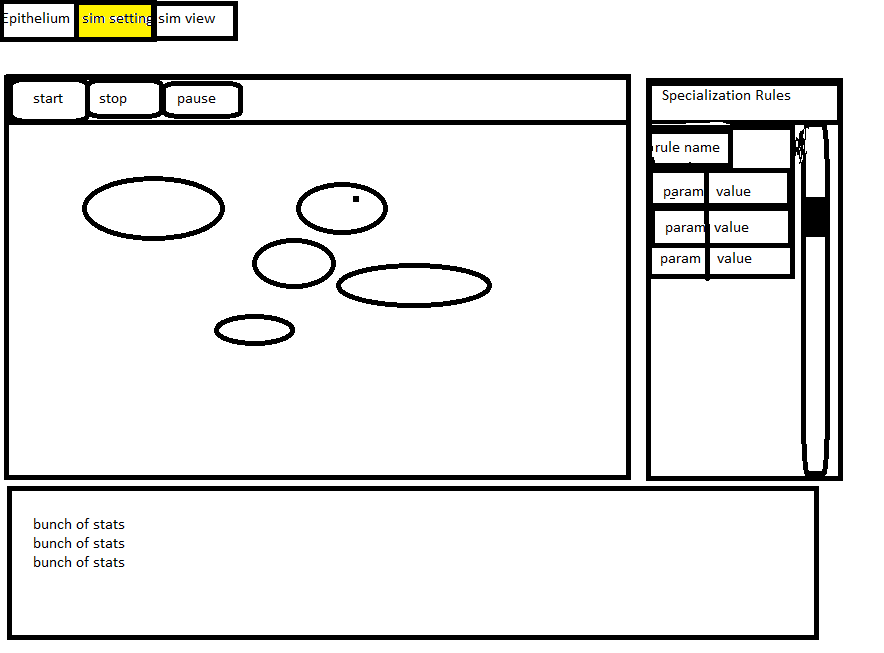 Epithelium sim setting sim view
start stop pause
Specialization Rules
rule name
param value
param value
param value
bunch of stats
bunch of stats
bunch of stats